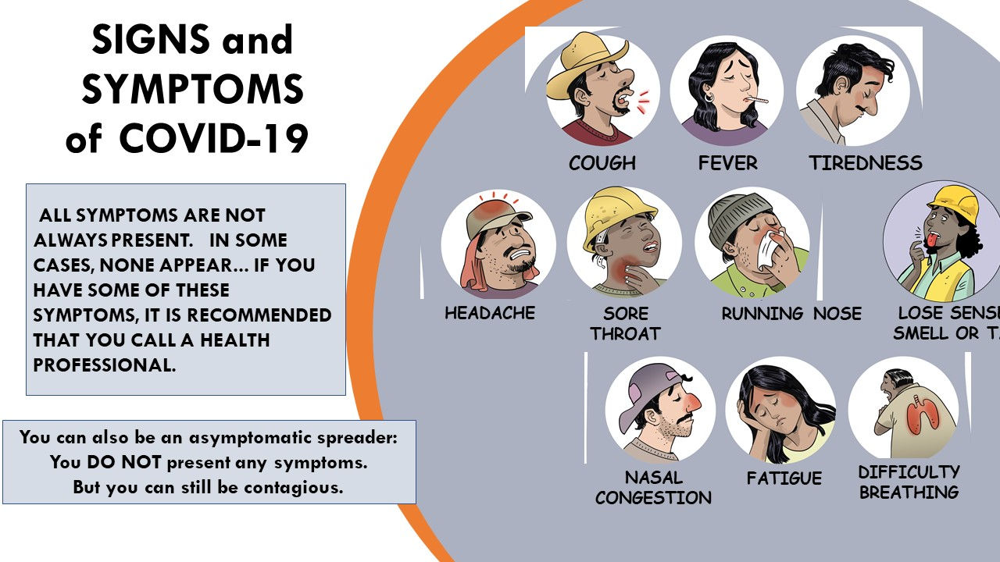 SIGNS and
SYMPTOMS
of COVID-19
ALL SYMPTOMS ARE NOT
ALWAYS PRESENT. IN SOME
CASES, NONE APPEAR... IF YOU
HAVE SOME OF THESE
SYMPTOMS, IT IS RECOMMENDED
THAT YOU CALL A HEALTH
PROFESSIONAL.
You can also be an asymptomatic spreader:
You DO NOT present any symptoms.
But you can still be contagious.
COUGH
FEVER
TIREDNESS
HEADACHE
SORE
THROAT
RUNNING NOSE
LOSE SENS
SMELL OR T
NASAL
CONGESTION
FATIGUE
DIFFICULTY
BREATHING